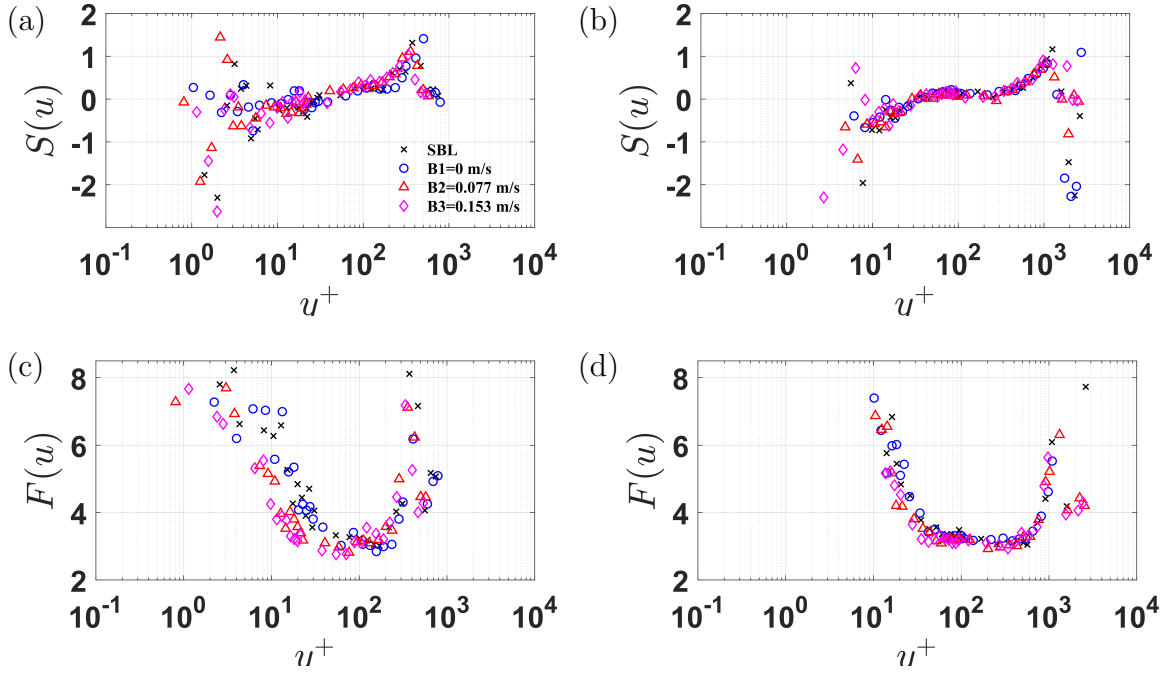 (a)
S(u)
2
1
0
-1
-2
10^-1
10^0
10^1
10^2
10^3
10^4
y^+
SBL
B1=0 m/s
B2=0.077 m/s
B3=0.153 m/s
(b)
S(u)
2
1
0
-1
-2
10^-1
10^0
10^1
10^2
10^3
10^4
y^+
(c)
F(u)
8
6
4
2
10^-1
10^0
10^1
10^2
10^3
10^4
y^+
(d)
F(u)
8
6
4
2
10^-1
10^0
10^1
10^2
10^3
10^4
y^+